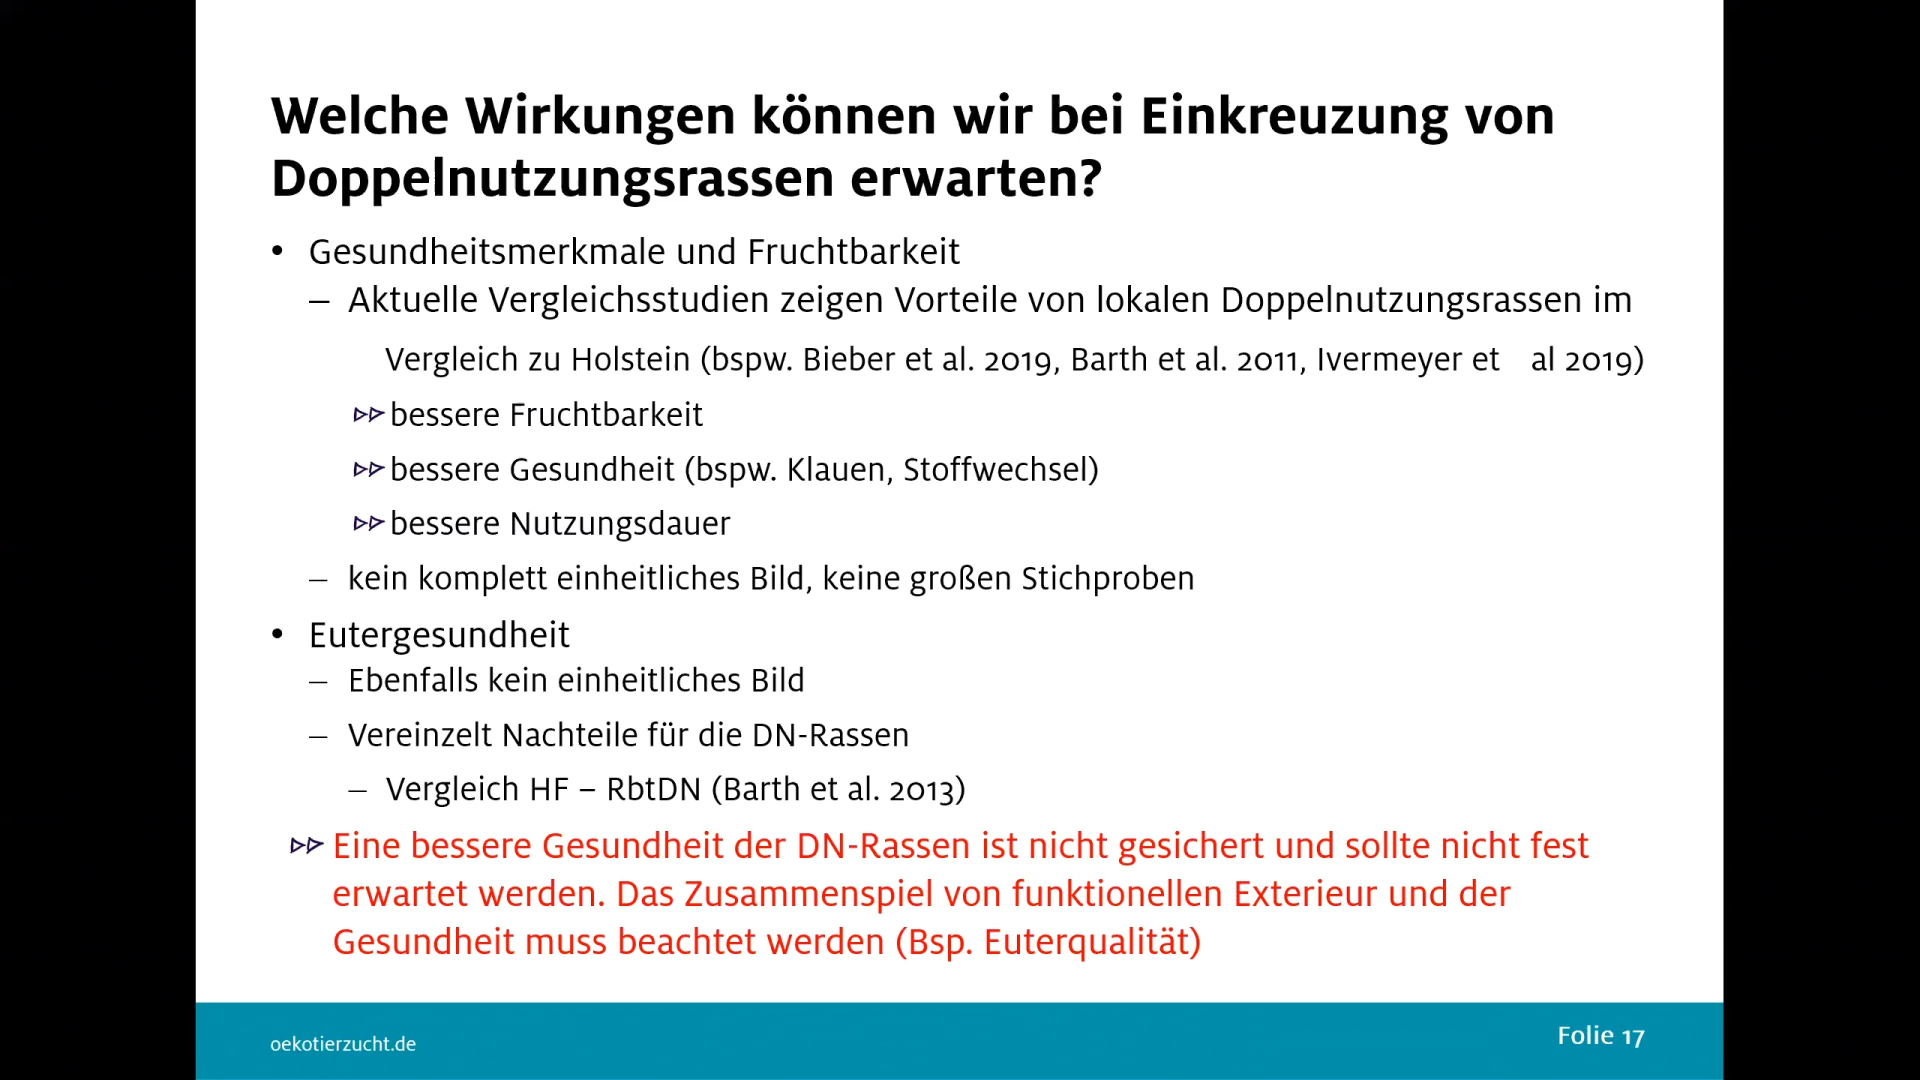 Welche Wirkungen können wir bei Einkreuzung von
Doppelnutzungsrassen erwarten?
• Gesundheitsmerkmale und Fruchtbarkeit
– Aktuelle Vergleichsstudien zeigen Vorteile von lokalen Doppelnutzungsrassen im
Vergleich zu Holstein (bspw. Bieber et al. 2019, Barth et al. 2011, Ivermeyer et al 2019)
bessere Fruchtbarkeit
bessere Gesundheit (bspw. Klauen, Stoffwechsel)
bessere Nutzungsdauer
– kein komplett einheitliches Bild, keine großen Stichproben
• Eutergesundheit
– Ebenfalls kein einheitliches Bild
– Vereinzelt Nachteile für die DN-Rassen
– Vergleich HF – RbtDN (Barth et al. 2013)
Eine bessere Gesundheit der DN-Rassen ist nicht gesichert und sollte nicht fest
erwartet werden. Das Zusammenspiel von funktionellen Exterieur und der
Gesundheit muss beachtet werden (Bsp. Euterqualität)
oekotierzucht.de
Folie 17